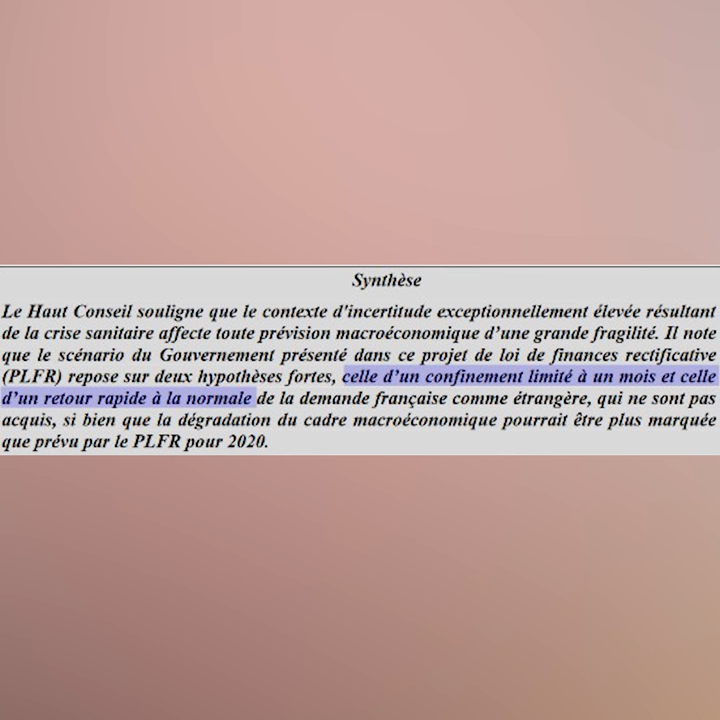 Synthèse
Le Haut Conseil souligne que le contexte d'incertitude exceptionnellement élevée résultant
de la crise sanitaire affecte toute prévision macroéconomique d'une grande fragilité. Il note
que le scénario du Gouvernement présenté dans ce projet de loi de finances rectificative
(PLFR) repose sur deux hypothèses fortes, celle d'un confinement limité à un mois et celle
d'un retour rapide à la normale de la demande française comme étrangère, qui ne sont pas
acquis, si bien que la dégradation du cadre macroéconomique pourrait être plus marquée
que prévu par le PLFR pour 2020.